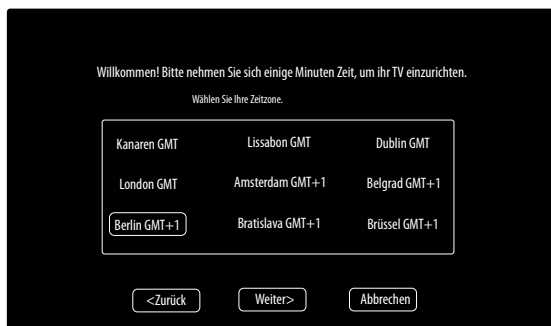 Willkommen! Bitte nehmen Sie sich einige Minuten Zeit, um ihr TV einzurichten.
Wählen Sie Ihre Zeitzone.
Kanaren GMT Lissabon GMT Dublin GMT
London GMT Amsterdam GMT+1 Belgrad GMT+1
Berlin GMT+1 Bratislava GMT+1 Brüssel GMT+1
<Zurück Weiter> Abbrechen